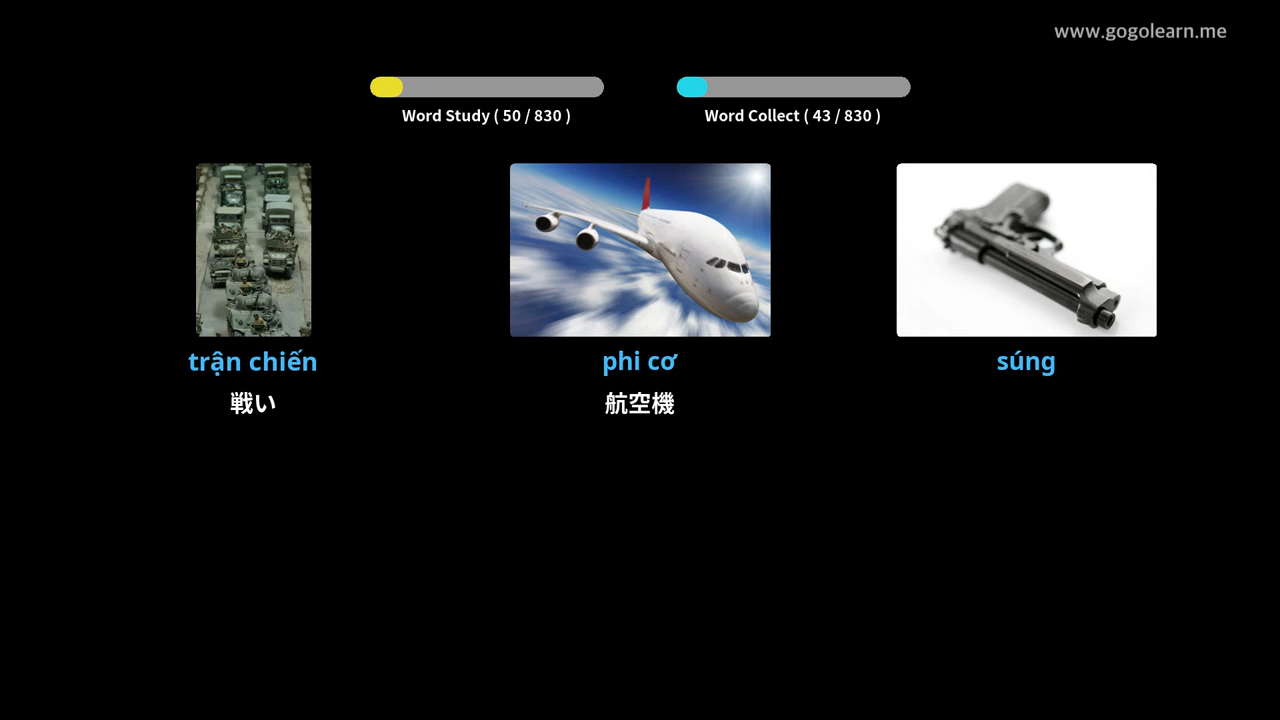 www.gogolearn.me
Word Study ( 50 / 830 )
Word Collect ( 43 / 830 )
trận chiến
phi cơ
súng
戦い
航空機